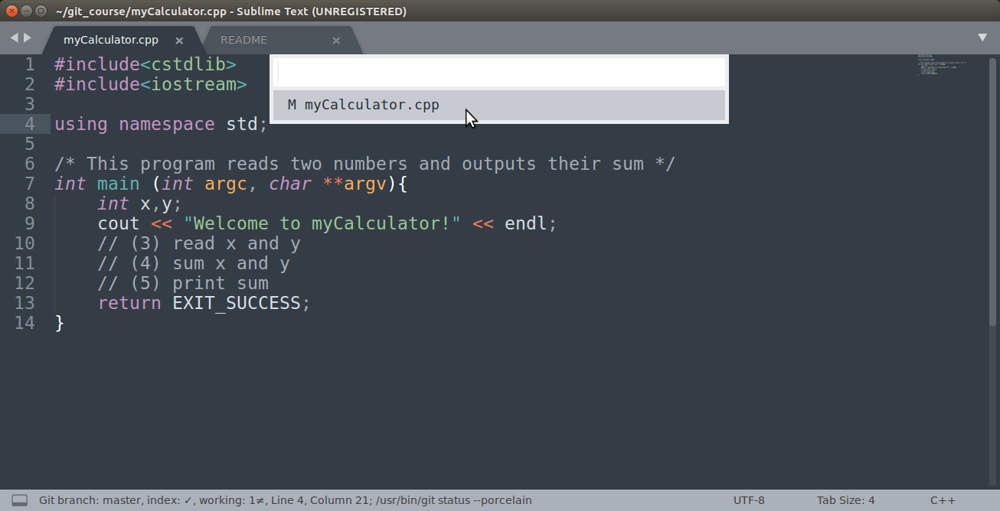 ~/git_course/myCalculator.cpp - Sublime Text (UNREGISTERED)
myCalculator.cpp
README
M myCalculator.cpp
1 #include<cstdlib>
2 #include<iostream>
3
4 using namespace std;
5
6 /* This program reads two numbers and outputs their sum */
7 int main (int argc, char **argv){
8     int x,y;
9     cout << "Welcome to myCalculator!" << endl;
10     // (3) read x and y
11     // (4) sum x and y
12     // (5) print sum
13     return EXIT_SUCCESS;
14 }
Git branch: master, index: ✓, working: 1≠, Line 4, Column 21; /usr/bin/git status --porcelain
UTF-8
Tab Size: 4
C++